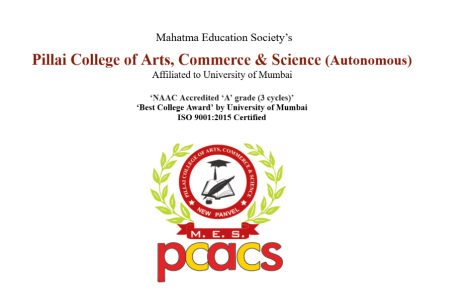 Mahatma Education Society's
Pillai College of Arts, Commerce & Science (Autonomous)
Affiliated to University of Mumbai
‘NAAC Accredited ‘A’ grade (3 cycles)’
‘Best College Award’ by University of Mumbai
ISO 9001:2015 Certified
PILLAI COLLEGE OF ARTS, COMMERCE & SCIENCE
NEW PANVEL
M. E. S.
pcacs